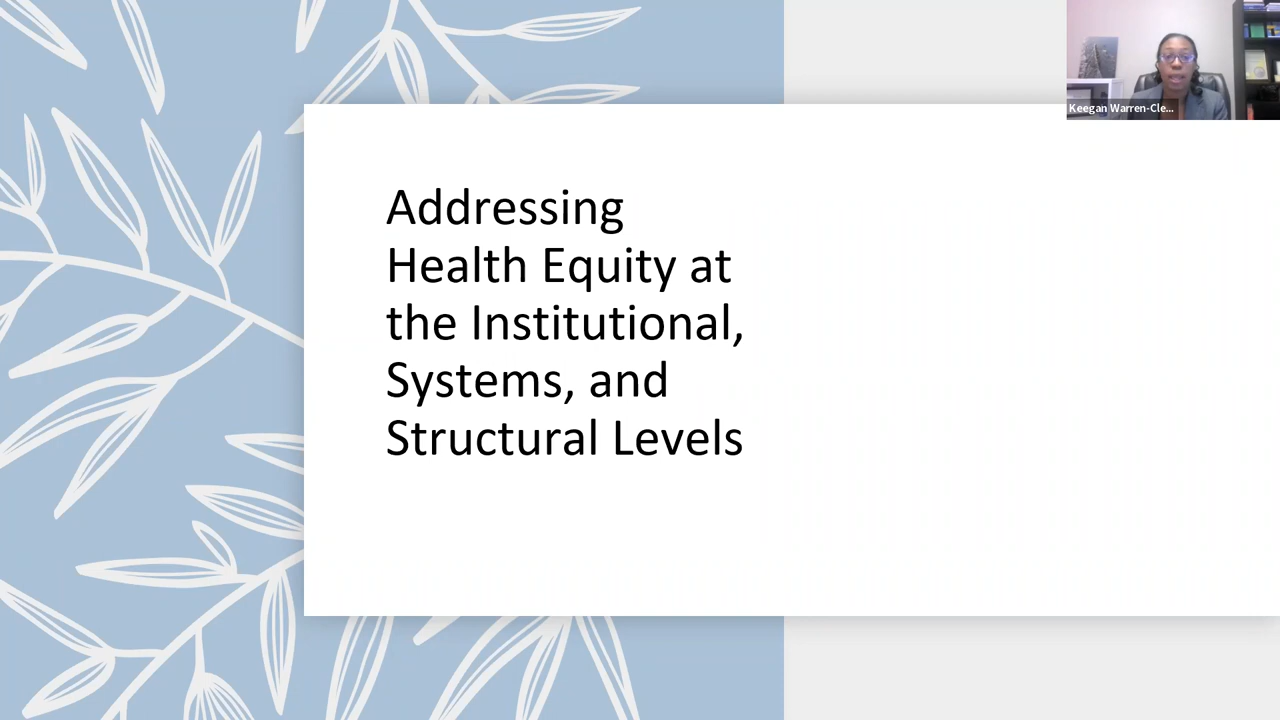 Keegan Warren-Cle...
Addressing
Health Equity at
the Institutional,
Systems, and
Structural Levels